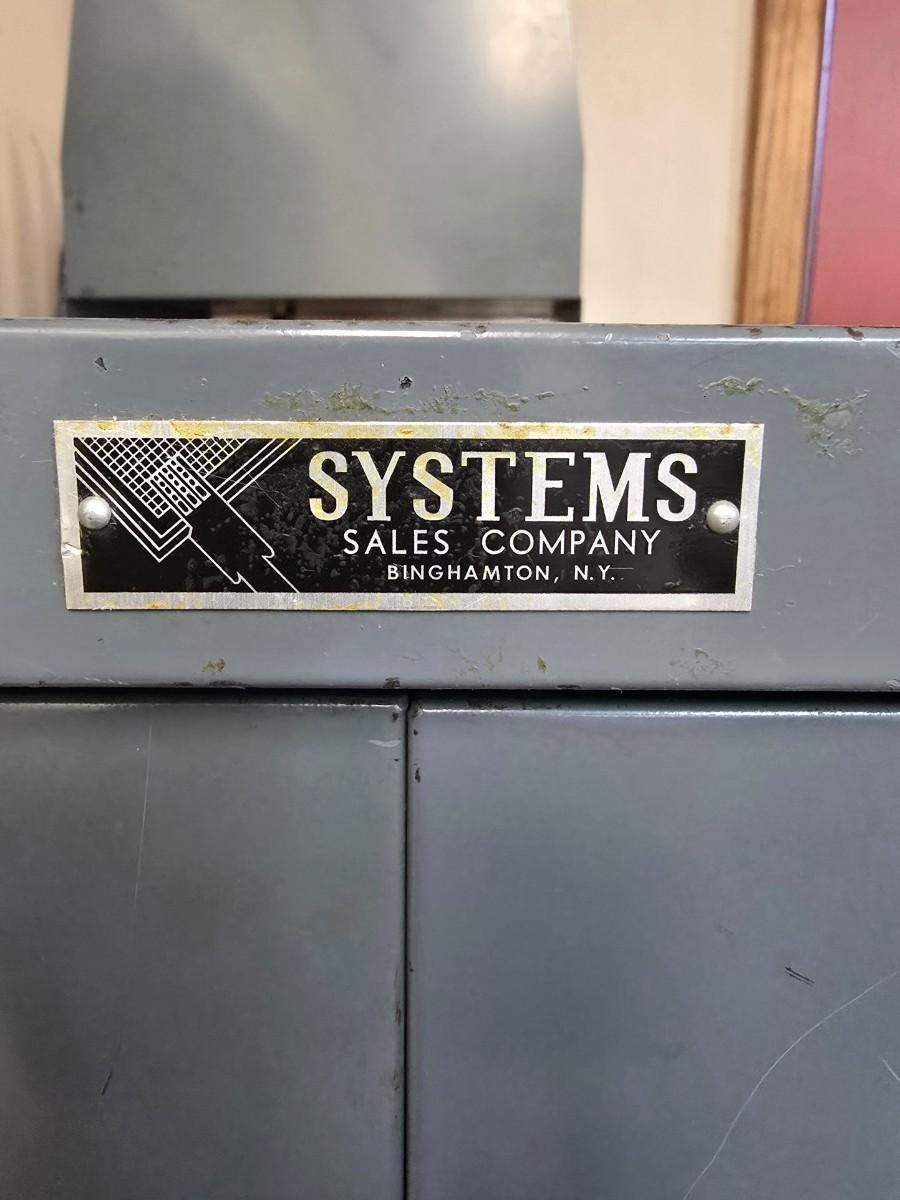 SYSTEMS
SALES COMPANY
BINGHAMTON, N.Y.